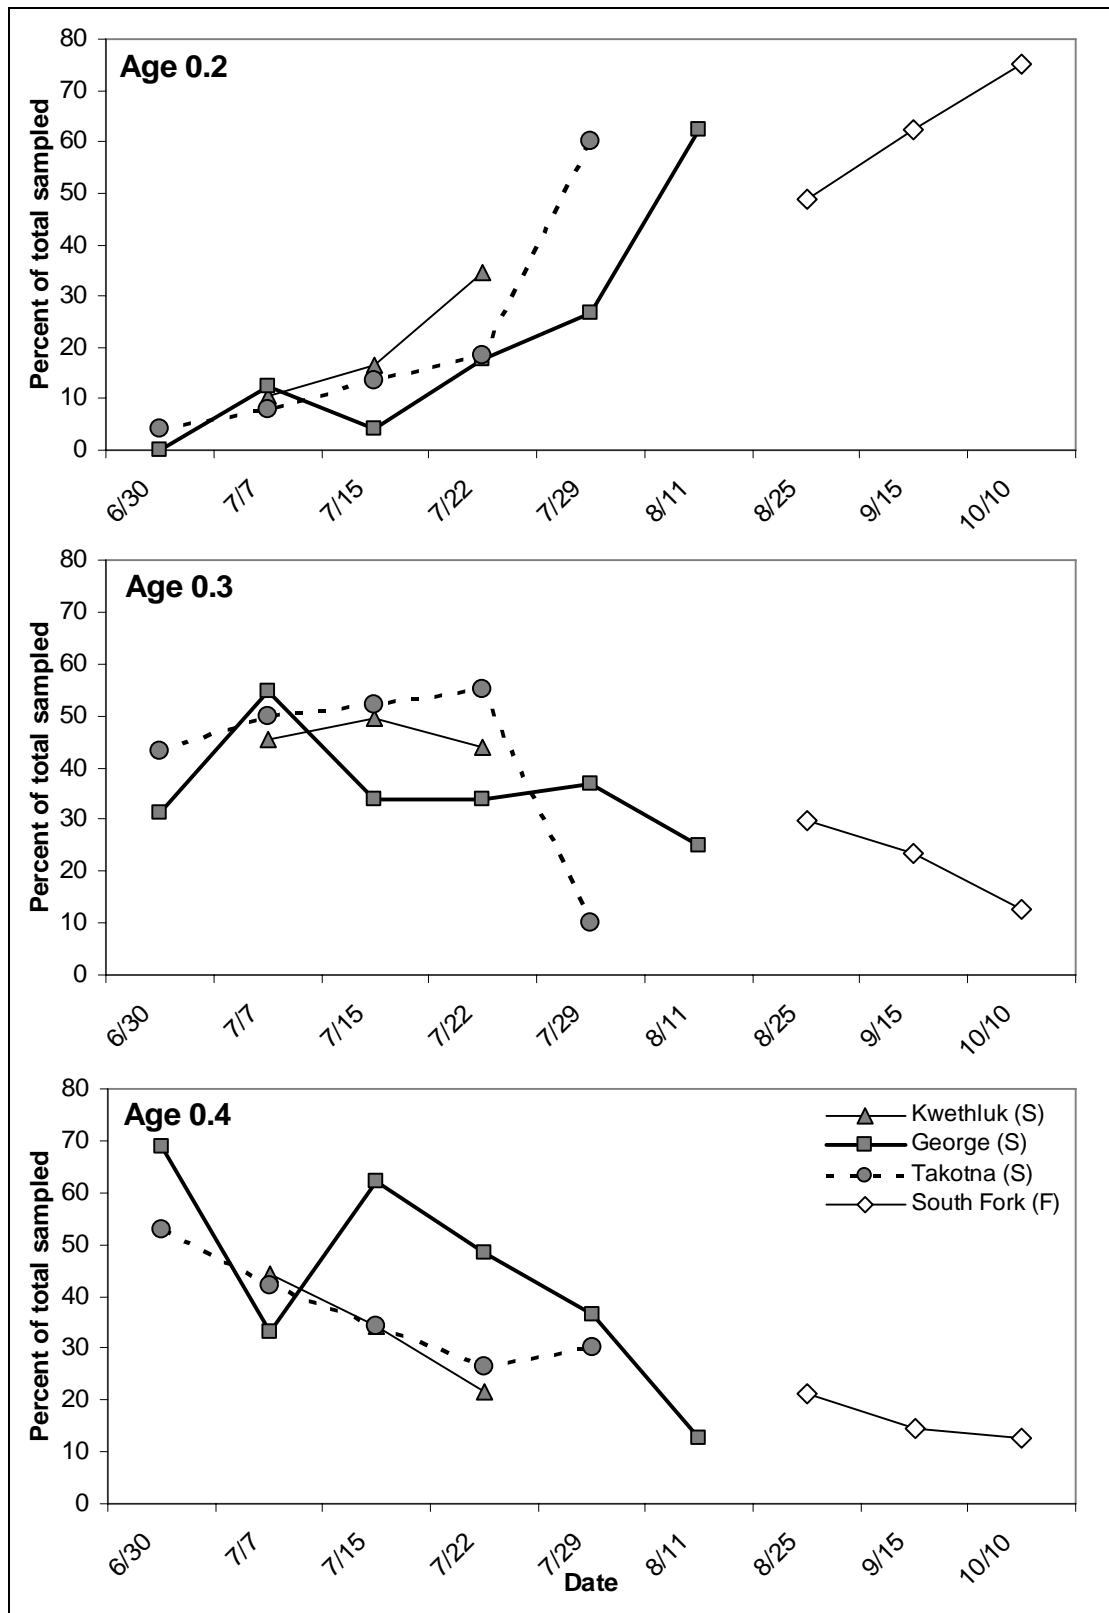 Age 0.2
Percent of total sampled
80
70
60
50
40
30
20
10
0
6/30 7/7 7/15 7/22 7/29 8/11 8/25 9/15 10/10
Age 0.3
Percent of total sampled
80
70
60
50
40
30
20
10
0
6/30 7/7 7/15 7/22 7/29 8/11 8/25 9/15 10/10
Age 0.4
Percent of total sampled
80
70
60
50
40
30
20
10
0
Kwethluk (S)
George (S)
Takotna (S)
South Fork (F)
6/30 7/7 7/15 7/22 7/29 8/11 8/25 9/15 10/10
Date